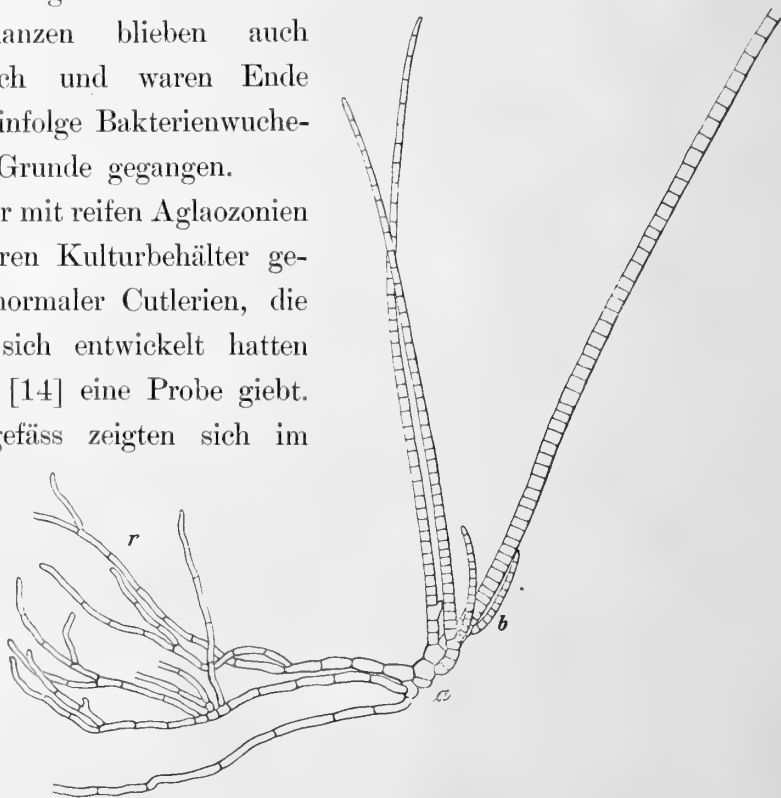 anzen blieben auch
ch und waren Ende
infolge Bakterienwuche-
Grunde gegangen.
r mit reifen Aglaozonien
ren Kulturbehälter ge-
normaler Cutlerien, die
sich entwickelt hatten
[14] eine Probe giebt.
gefäss zeigten sich im
r
b
a